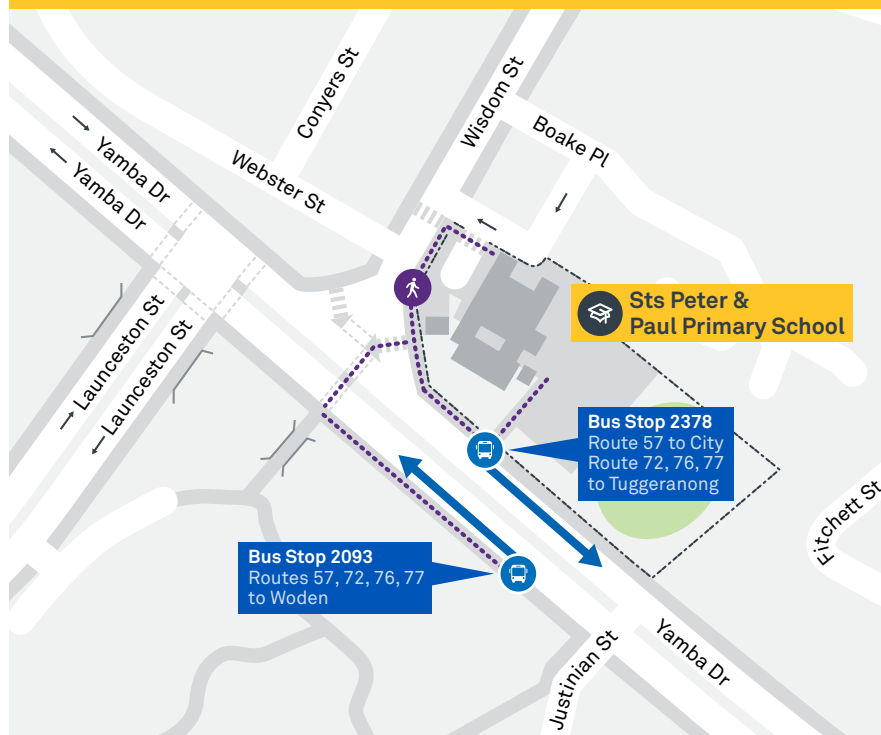 Conyers St
Wisdom St
Boake Pl
Yamba Dr
Yamba Dr
Webster St
Sts Peter &
Paul Primary School
Launceston St
Launceston St
Bus Stop 2378
Route 57 to City
Route 72, 76, 77
to Tuggeranong
Fitchett St
Bus Stop 2093
Routes 57, 72, 76, 77
to Woden
Justinian St
Yamba Dr